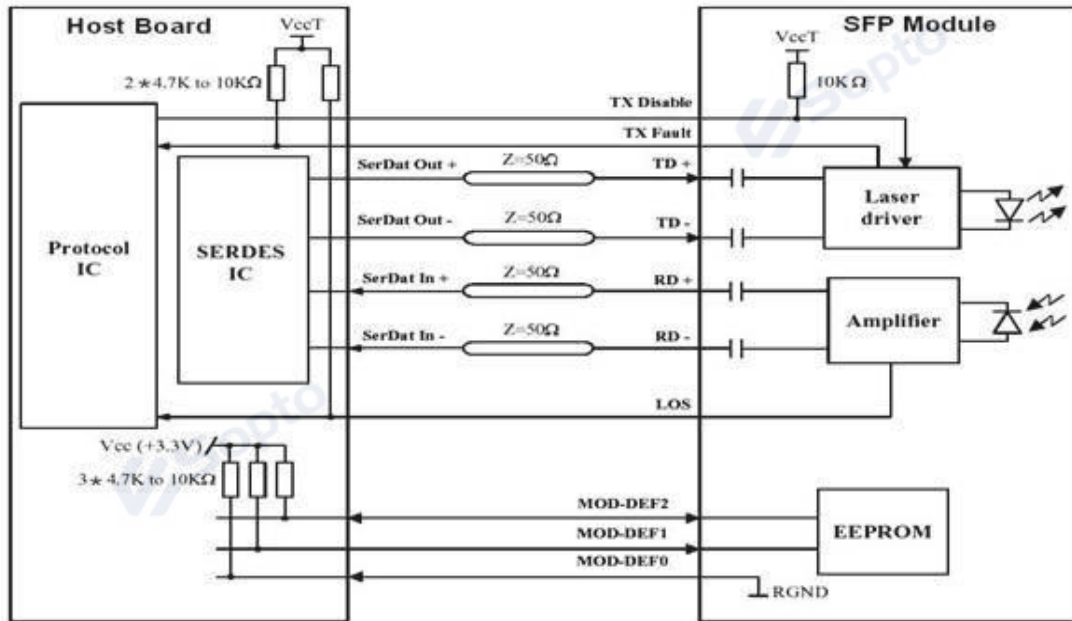 Host Board
SFP Module
VccT
VccT
2*4.7K to 10KΩ
10KΩ
TX Disable
TX Fault
SerDat Out +
Z=50Ω
TD +
SerDat Out -
Z=50Ω
TD -
Laser
driver
Protocol
IC
SERDES
IC
SerDat In +
Z=50Ω
RD +
SerDat In -
Z=50Ω
RD -
Amplifier
LOS
Vcc (+3.3V)
3*4.7K to 10KΩ
MOD-DEF2
MOD-DEF1
MOD-DEF0
EEPROM
RGND
Sopto
Sopto